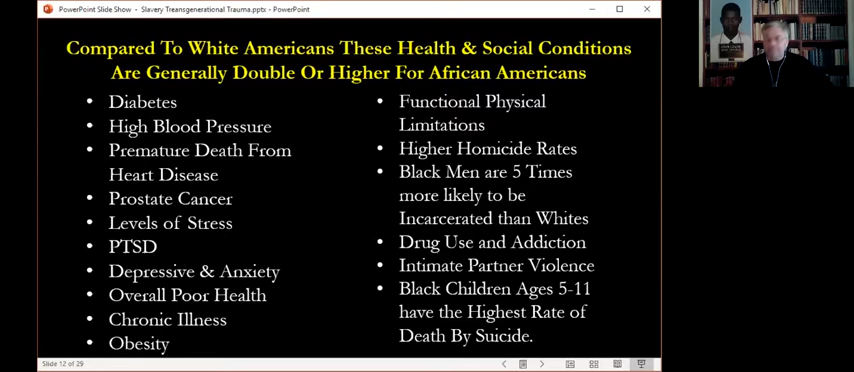 PowerPoint Slide Show - Slavery Treansgenerational Trauma.pptx - PowerPoint
Compared To White Americans These Health & Social Conditions
Are Generally Double Or Higher For African Americans
• Diabetes
• High Blood Pressure
• Premature Death From
Heart Disease
• Prostate Cancer
• Levels of Stress
• PTSD
• Depressive & Anxiety
• Overall Poor Health
• Chronic Illness
• Obesity
• Functional Physical
Limitations
• Higher Homicide Rates
• Black Men are 5 Times
more likely to be
Incarcerated than Whites
• Drug Use and Addiction
• Intimate Partner Violence
• Black Children Ages 5-11
have the Highest Rate of
Death By Suicide.
Slide 12 of 29